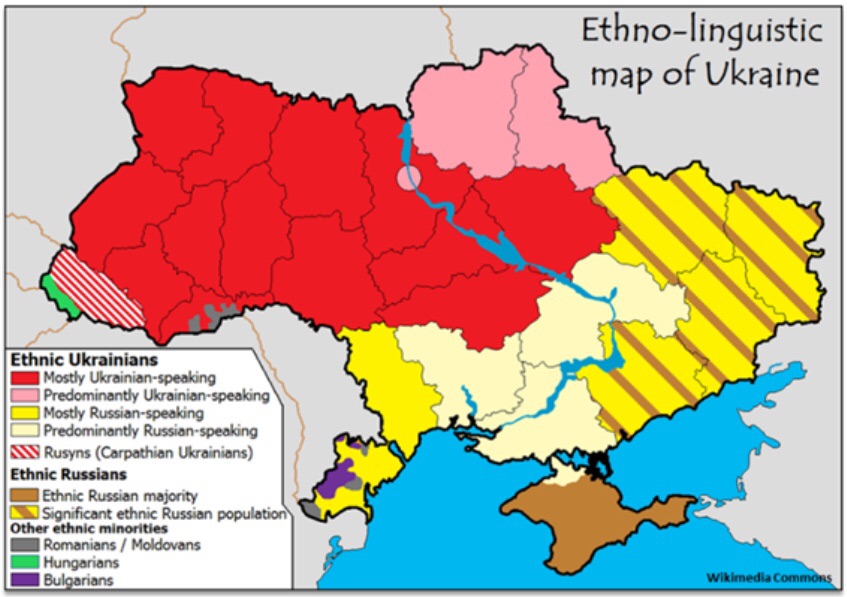 Ethno-linguistic
map of Ukraine
Ethnic Ukrainians
Mostly Ukrainian-speaking
Predominantly Ukrainian-speaking
Mostly Russian-speaking
Predominantly Russian-speaking
Rusyns (Carpathian Ukrainians)
Ethnic Russians
Ethnic Russian majority
Significant ethnic Russian population
Other ethnic minorities
Romanians / Moldovans
Hungarians
Bulgarians
Wikimedia Commons